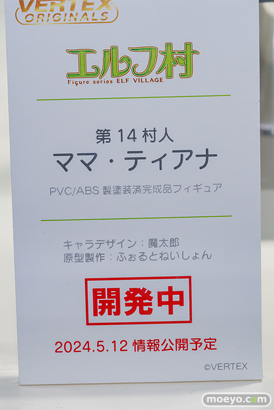 VERTEX
ORIGINALS
エルフ村
Figure series ELF VILLAGE
第14村人
ママ・ティアナ
PVC/ABS 製塗装済完成品フィギュア
キャラデザイン：魔太郎
原型製作：ふぉるとねいしょん
開発中
2024.5.12 情報公開予定
©VERTEX
moeyo.com